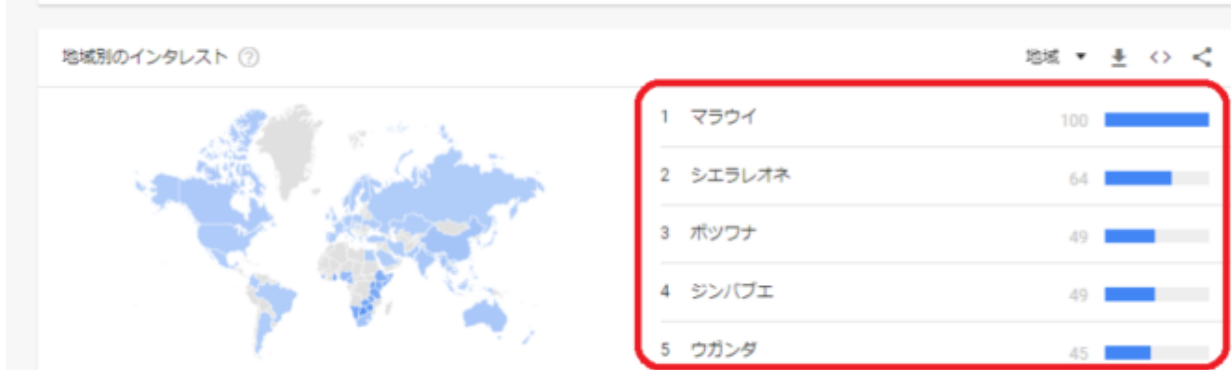 地域別のインタレスト ?
地域
1 マラウイ 100
2 シエラレオネ 64
3 ボツワナ 49
4 ジンバブエ 49
5 ウガンダ 45